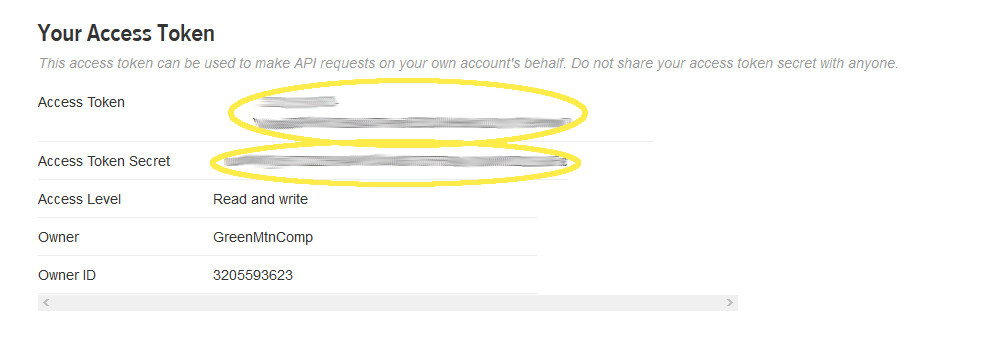 Your Access Token
This access token can be used to make API requests on your own account's behalf. Do not share your access token secret with anyone.
Access Token
Access Token Secret
Access Level Read and write
Owner GreenMtnComp
Owner ID 3205593623